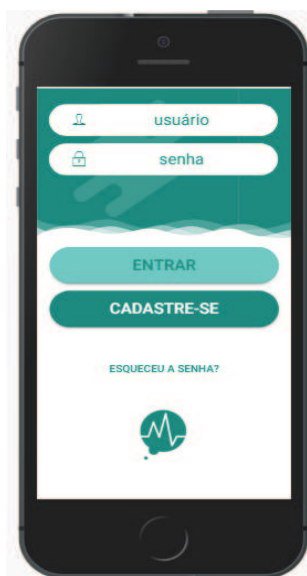 usuário
senha
ENTRAR
CADASTRE-SE
ESQUECEU A SENHA?